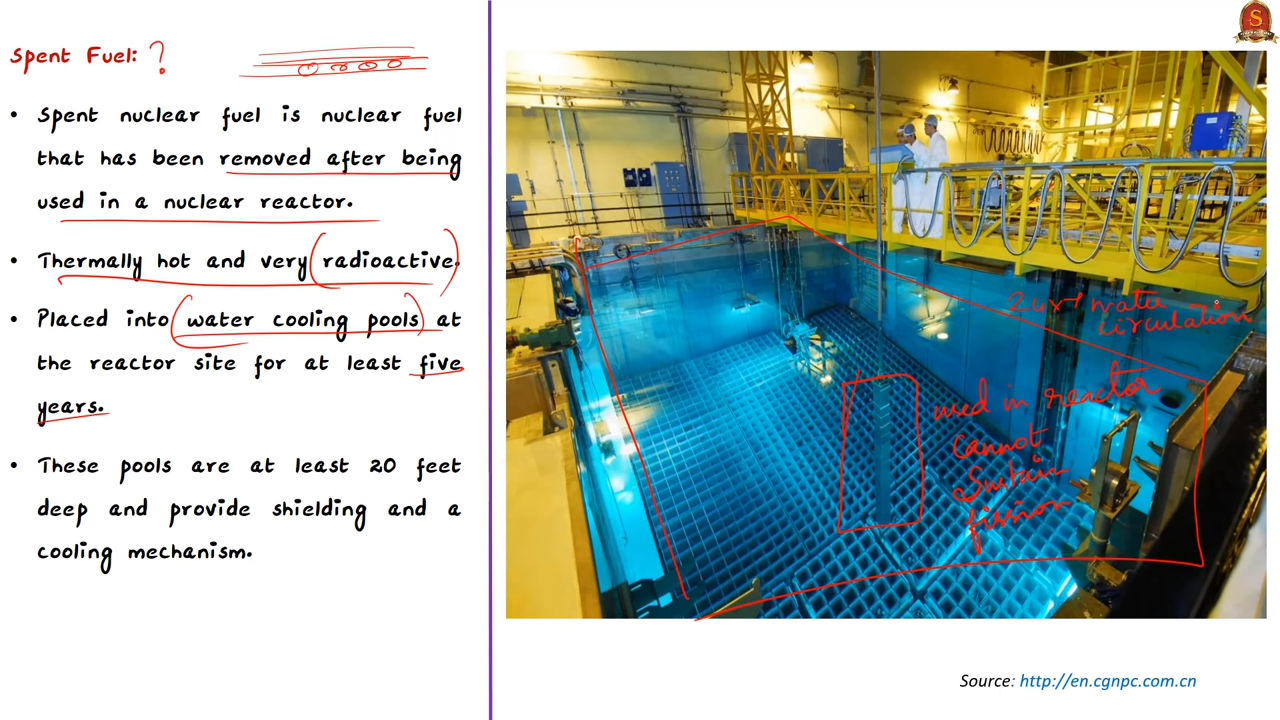 Spent Fuel: ?
• Spent nuclear fuel is nuclear fuel
that has been removed after being
used in a nuclear reactor.
• Thermally hot and very (radioactive).
• Placed into (water cooling pools) at
the reactor site for at least five
years.
• These pools are at least 20 feet
deep and provide shielding and a
cooling mechanism.
S
water
circulation
used in reactor
cannot
Sustain
fission
Source: http://en.cgnpc.com.cn